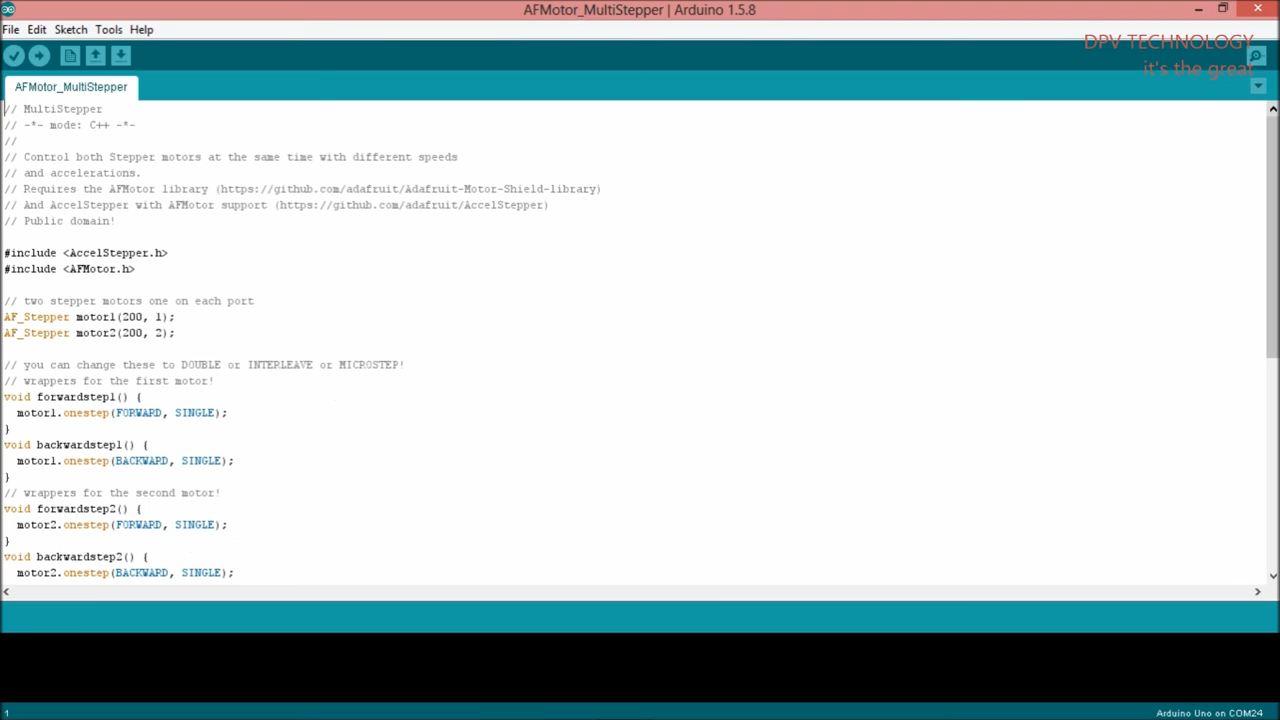 AFMotor_MultiStepper | Arduino 1.5.8
File Edit Sketch Tools Help
DPV TECHNOLOGY
it's the great
AFMotor_MultiStepper
// MultiStepper
// -*- mode: C++ -*-
//
// Control both Stepper motors at the same time with different speeds
// and accelerations.
// Requires the AFMotor library (https://github.com/adafruit/Adafruit-Motor-Shield-library)
// And AccelStepper with AFMotor support (https://github.com/adafruit/AccelStepper)
// Public domain!
#include <AccelStepper.h>
#include <AFMotor.h>
// two stepper motors one on each port
AF_Stepper motor1(200, 1);
AF_Stepper motor2(200, 2);
// you can change these to DOUBLE or INTERLEAVE or MICROSTEP!
// wrappers for the first motor!
void forwardstep1() {
  motor1.onestep(FORWARD, SINGLE);
}
void backwardstep1() {
  motor1.onestep(BACKWARD, SINGLE);
}
// wrappers for the second motor!
void forwardstep2() {
  motor2.onestep(FORWARD, SINGLE);
}
void backwardstep2() {
  motor2.onestep(BACKWARD, SINGLE);
1
Arduino Uno on COM24